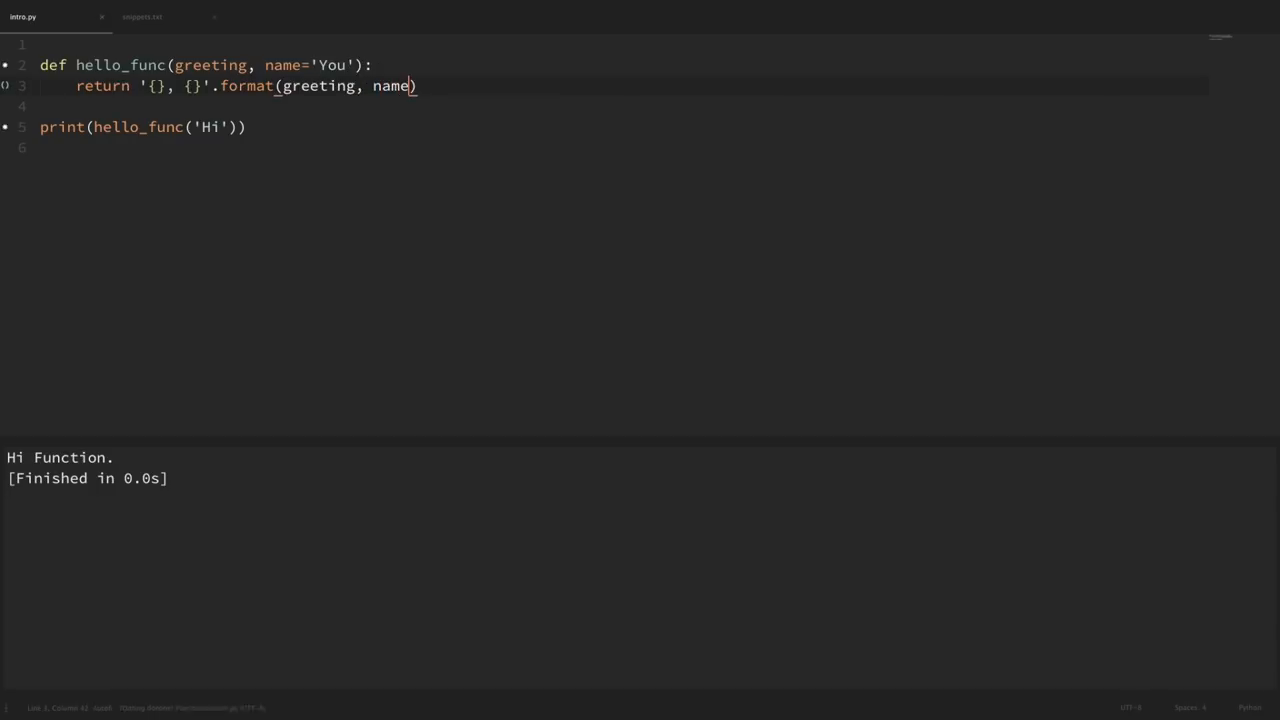 intro.py
snippets.txt
1
2 def hello_func(greeting, name='You'):
3 return '{}, {}'.format(greeting, name)
4
5 print(hello_func('Hi'))
6
Hi Function.
[Finished in 0.0s]
Line 3, Column 42
UTF-8 Spaces: 4 Python